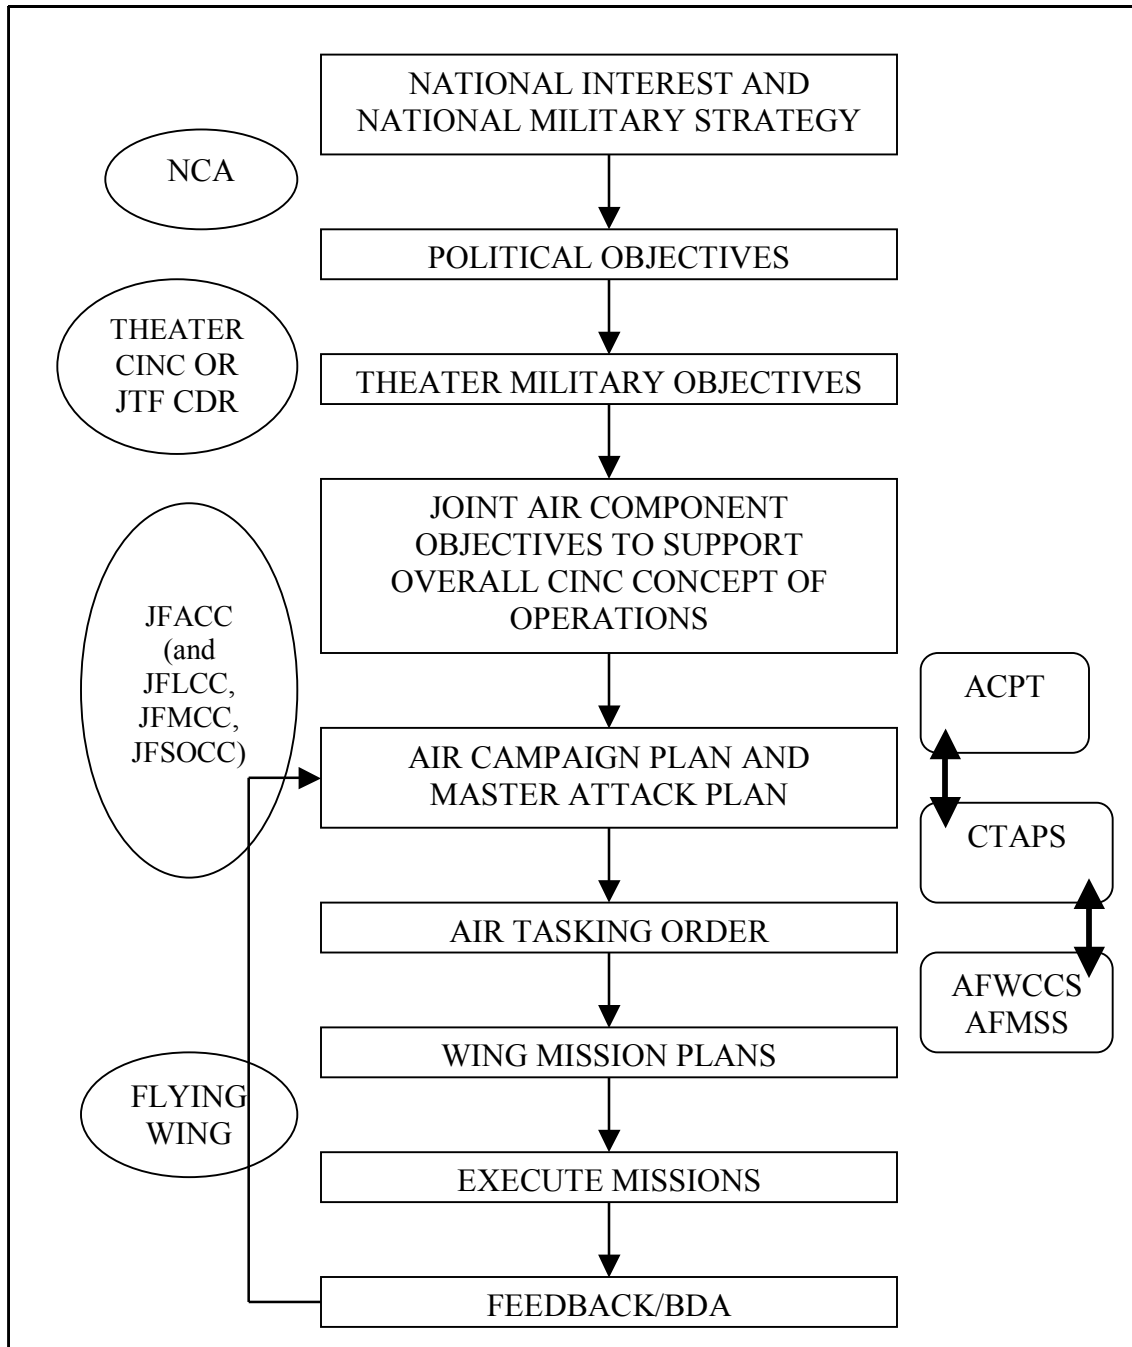 NATIONAL INTEREST AND
NATIONAL MILITARY STRATEGY
NCA
POLITICAL OBJECTIVES
THEATER
CINC OR
JTF CDR
THEATER MILITARY OBJECTIVES
JOINT AIR COMPONENT
OBJECTIVES TO SUPPORT
OVERALL CINC CONCEPT OF
OPERATIONS
JFACC
(and
JFLCC,
JFMCC,
JFSOCC)
ACPT
AIR CAMPAIGN PLAN AND
MASTER ATTACK PLAN
CTAPS
AIR TASKING ORDER
AFWCCS
AFMSS
WING MISSION PLANS
FLYING
WING
EXECUTE MISSIONS
FEEDBACK/BDA